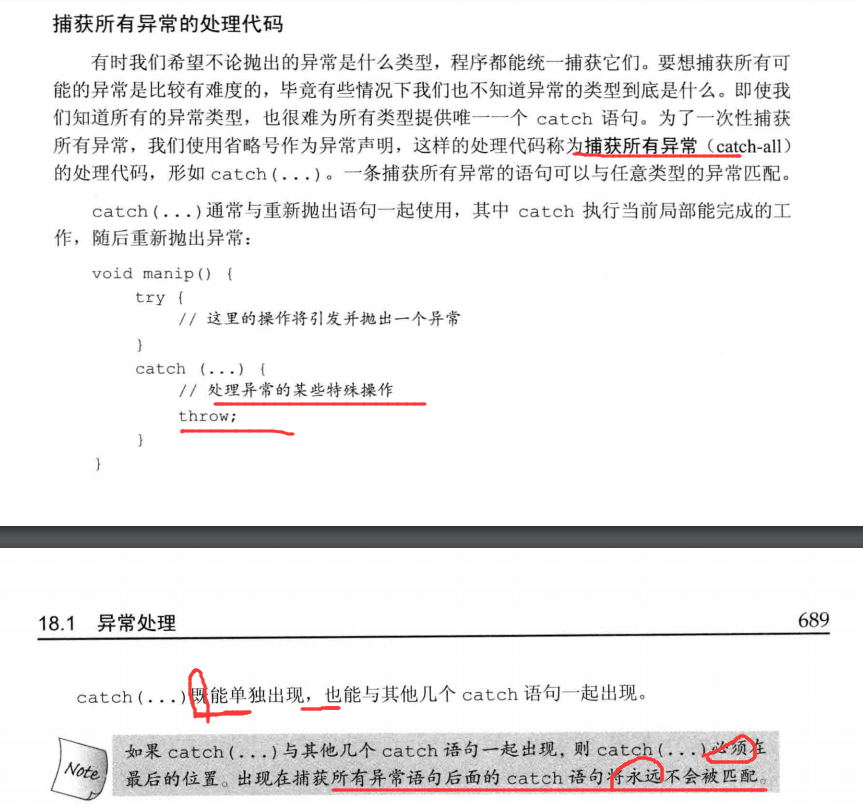 捕获所有异常的处理代码
有时我们希望不论抛出的异常是什么类型，程序都能统一捕获它们。要想捕获所有可
能的异常是比较有难度的，毕竟有些情况下我们也不知道异常的类型到底是什么。即使我
们知道所有的异常类型，也很难为所有类型提供唯一一个 catch 语句。为了一次性捕获
所有异常，我们使用省略号作为异常声明，这样的处理代码称为捕获所有异常（catch-all）
的处理代码，形如 catch(...)。一条捕获所有异常的语句可以与任意类型的异常匹配。
catch(...)通常与重新抛出语句一起使用，其中 catch 执行当前局部能完成的工
作，随后重新抛出异常：
void manip() {
try {
// 这里的操作将引发并抛出一个异常
}
catch (...) {
// 处理异常的某些特殊操作
throw;
}
}
18.1 异常处理 689
catch(...)既能单独出现，也能与其他几个 catch 语句一起出现。
Note 如果 catch(...)与其他几个 catch 语句一起出现，则 catch(...)必须在
最后的位置。出现在捕获所有异常语句后面的 catch 语句将永远不会被匹配。